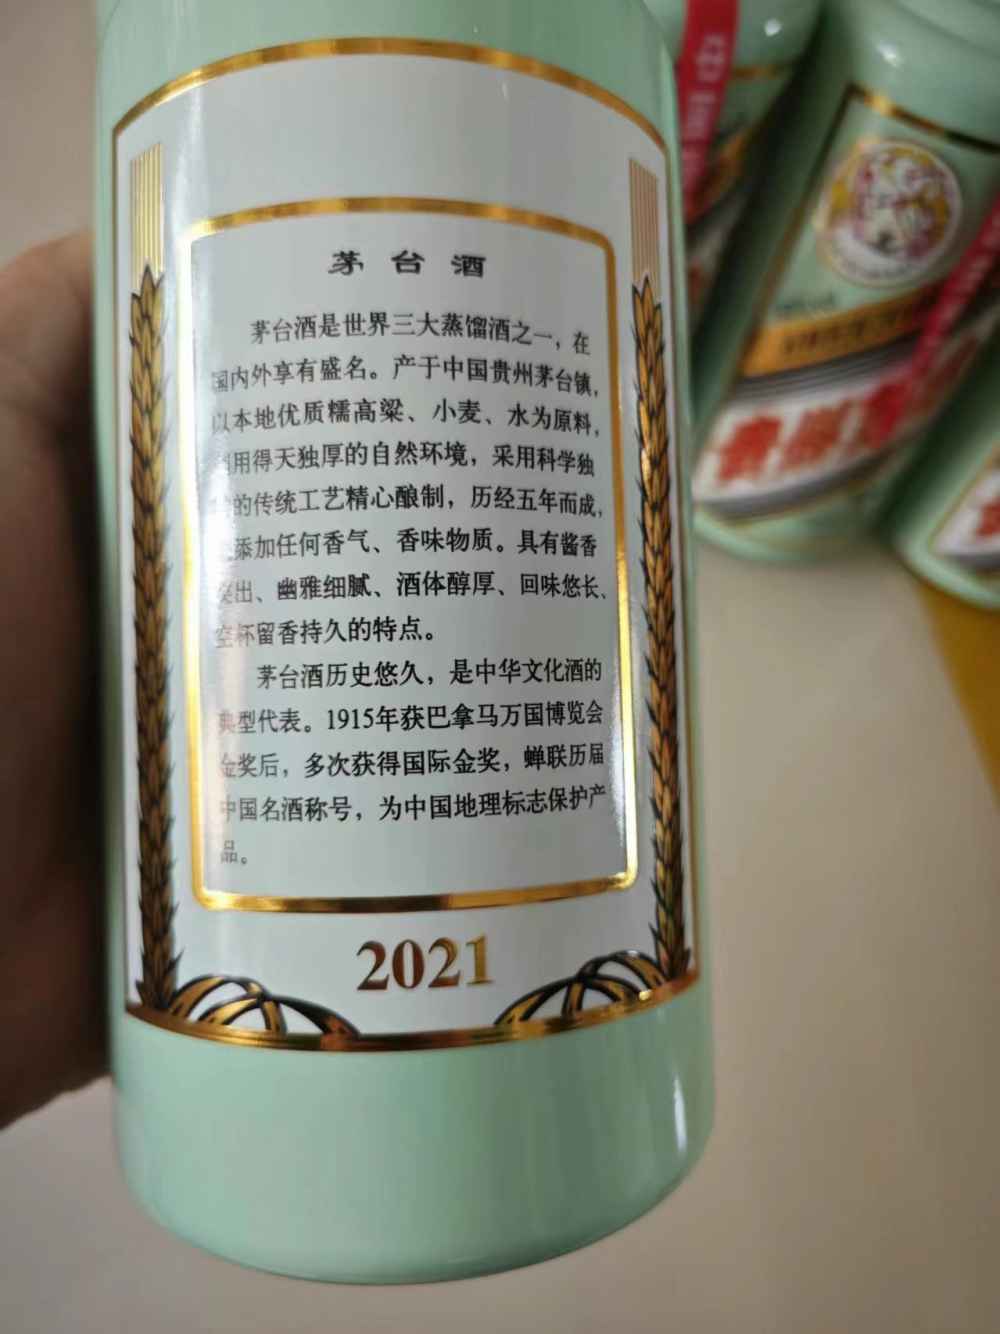 茅台酒
茅台酒是世界三大蒸馏酒之一，在
国内外享有盛名。产于中国贵州茅台镇，
以本地优质糯高粱、小麦、水为原料，
利用得天独厚的自然环境，采用科学独
特的传统工艺精心酿制，历经五年而成，
添加任何香气、香味物质。具有酱香
突出、幽雅细腻、酒体醇厚、回味悠长、
空杯留香持久的特点。
茅台酒历史悠久，是中华文化酒的
典型代表。1915年获巴拿马万国博览会
金奖后，多次获得国际金奖，蝉联历届
中国名酒称号，为中国地理标志保护产
品。
2021
中国
贵州